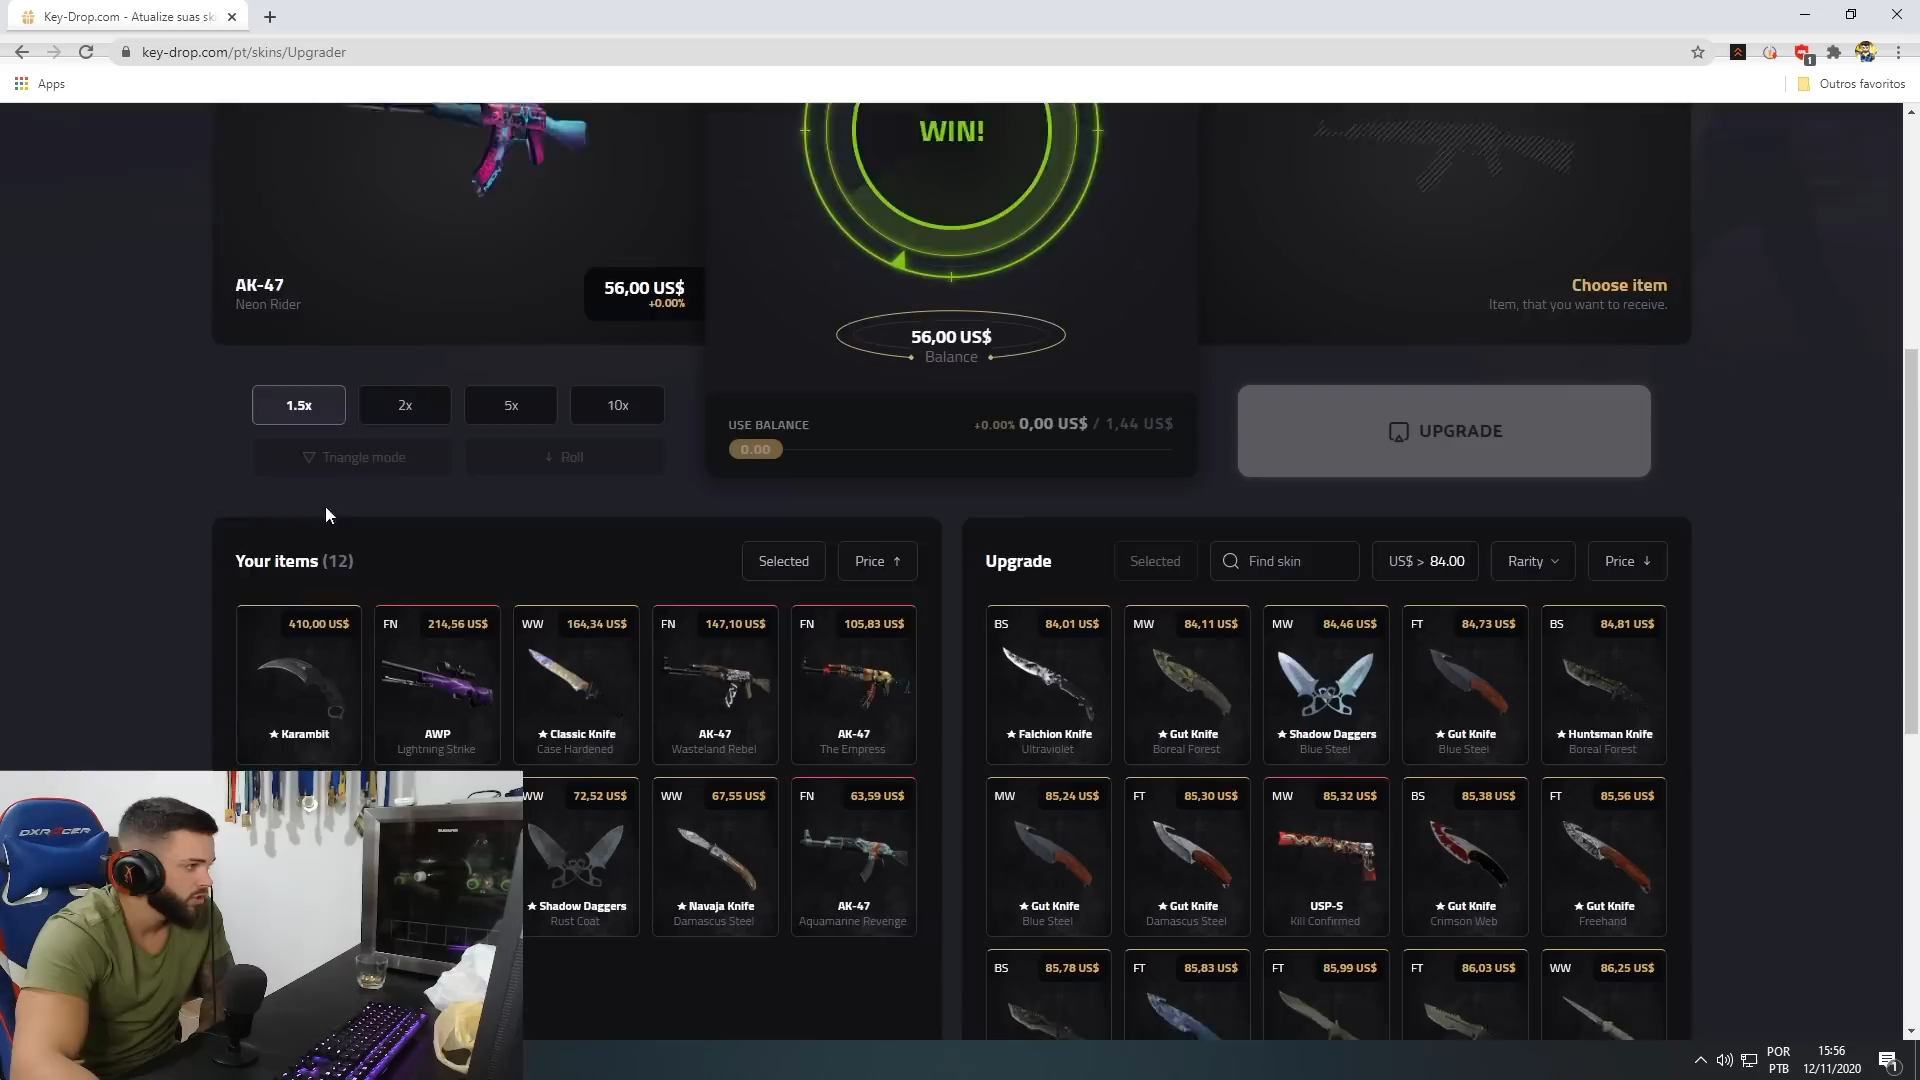 Key-Drop.com - Atualize suas sk
key-drop.com/pt/skins/Upgrader
1
Apps
Outros favoritos
WIN!
AK-47
Neon Rider
56,00 US$
+0.00%
56,00 US$
Balance
Choose item
Item, that you want to receive.
1.5x
2x
5x
10x
Triangle mode
Roll
USE BALANCE
+0.00% 0,00 US$ / 1,44 US$
0.00
UPGRADE
Your items (12)
Selected
Price
410,00 US$
★ Karambit
FN 214,56 US$
AWP
Lightning Strike
WW 164,34 US$
★ Classic Knife
Case Hardened
FN 147,10 US$
AK-47
Wasteland Rebel
FN 105,83 US$
AK-47
The Empress
WW 72,52 US$
★ Shadow Daggers
Rust Coat
WW 67,55 US$
★ Navaja Knife
Damascus Steel
FN 63,59 US$
AK-47
Aquamarine Revenge
Upgrade
Selected
Find skin
US$ > 84.00
Rarity
Price
BS 84,01 US$
★ Falchion Knife
Ultraviolet
MW 84,11 US$
★ Gut Knife
Boreal Forest
MW 84,46 US$
★ Shadow Daggers
Blue Steel
FT 84,73 US$
★ Gut Knife
Blue Steel
BS 84,81 US$
★ Huntsman Knife
Boreal Forest
MW 85,24 US$
★ Gut Knife
Blue Steel
FT 85,30 US$
★ Gut Knife
Damascus Steel
MW 85,32 US$
USP-S
Kill Confirmed
BS 85,38 US$
★ Gut Knife
Crimson Web
FT 85,56 US$
★ Gut Knife
Freehand
BS 85,78 US$
FT 85,83 US$
FT 85,99 US$
FT 86,03 US$
WW 86,25 US$
DXRACER
POR
PTB
15:56
12/11/2020
1